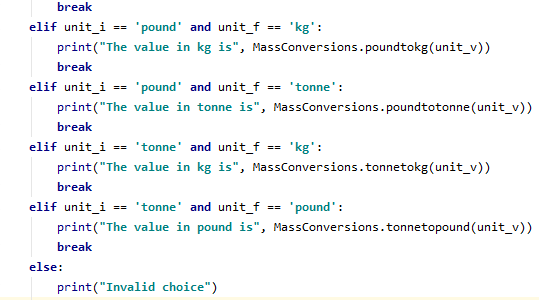 break
elif unit_i == 'pound' and unit_f == 'kg':
print("The value in kg is", MassConversions.poundtokg(unit_v))
break
elif unit_i == 'pound' and unit_f == 'tonne':
print("The value in tonne is", MassConversions.poundtotonne(unit_v))
break
elif unit_i == 'tonne' and unit_f == 'kg':
print("The value in kg is", MassConversions.tonnetokg(unit_v))
break
elif unit_i == 'tonne' and unit_f == 'pound':
print("The value in pound is", MassConversions.tonnetopound(unit_v))
break
else:
print("Invalid choice")